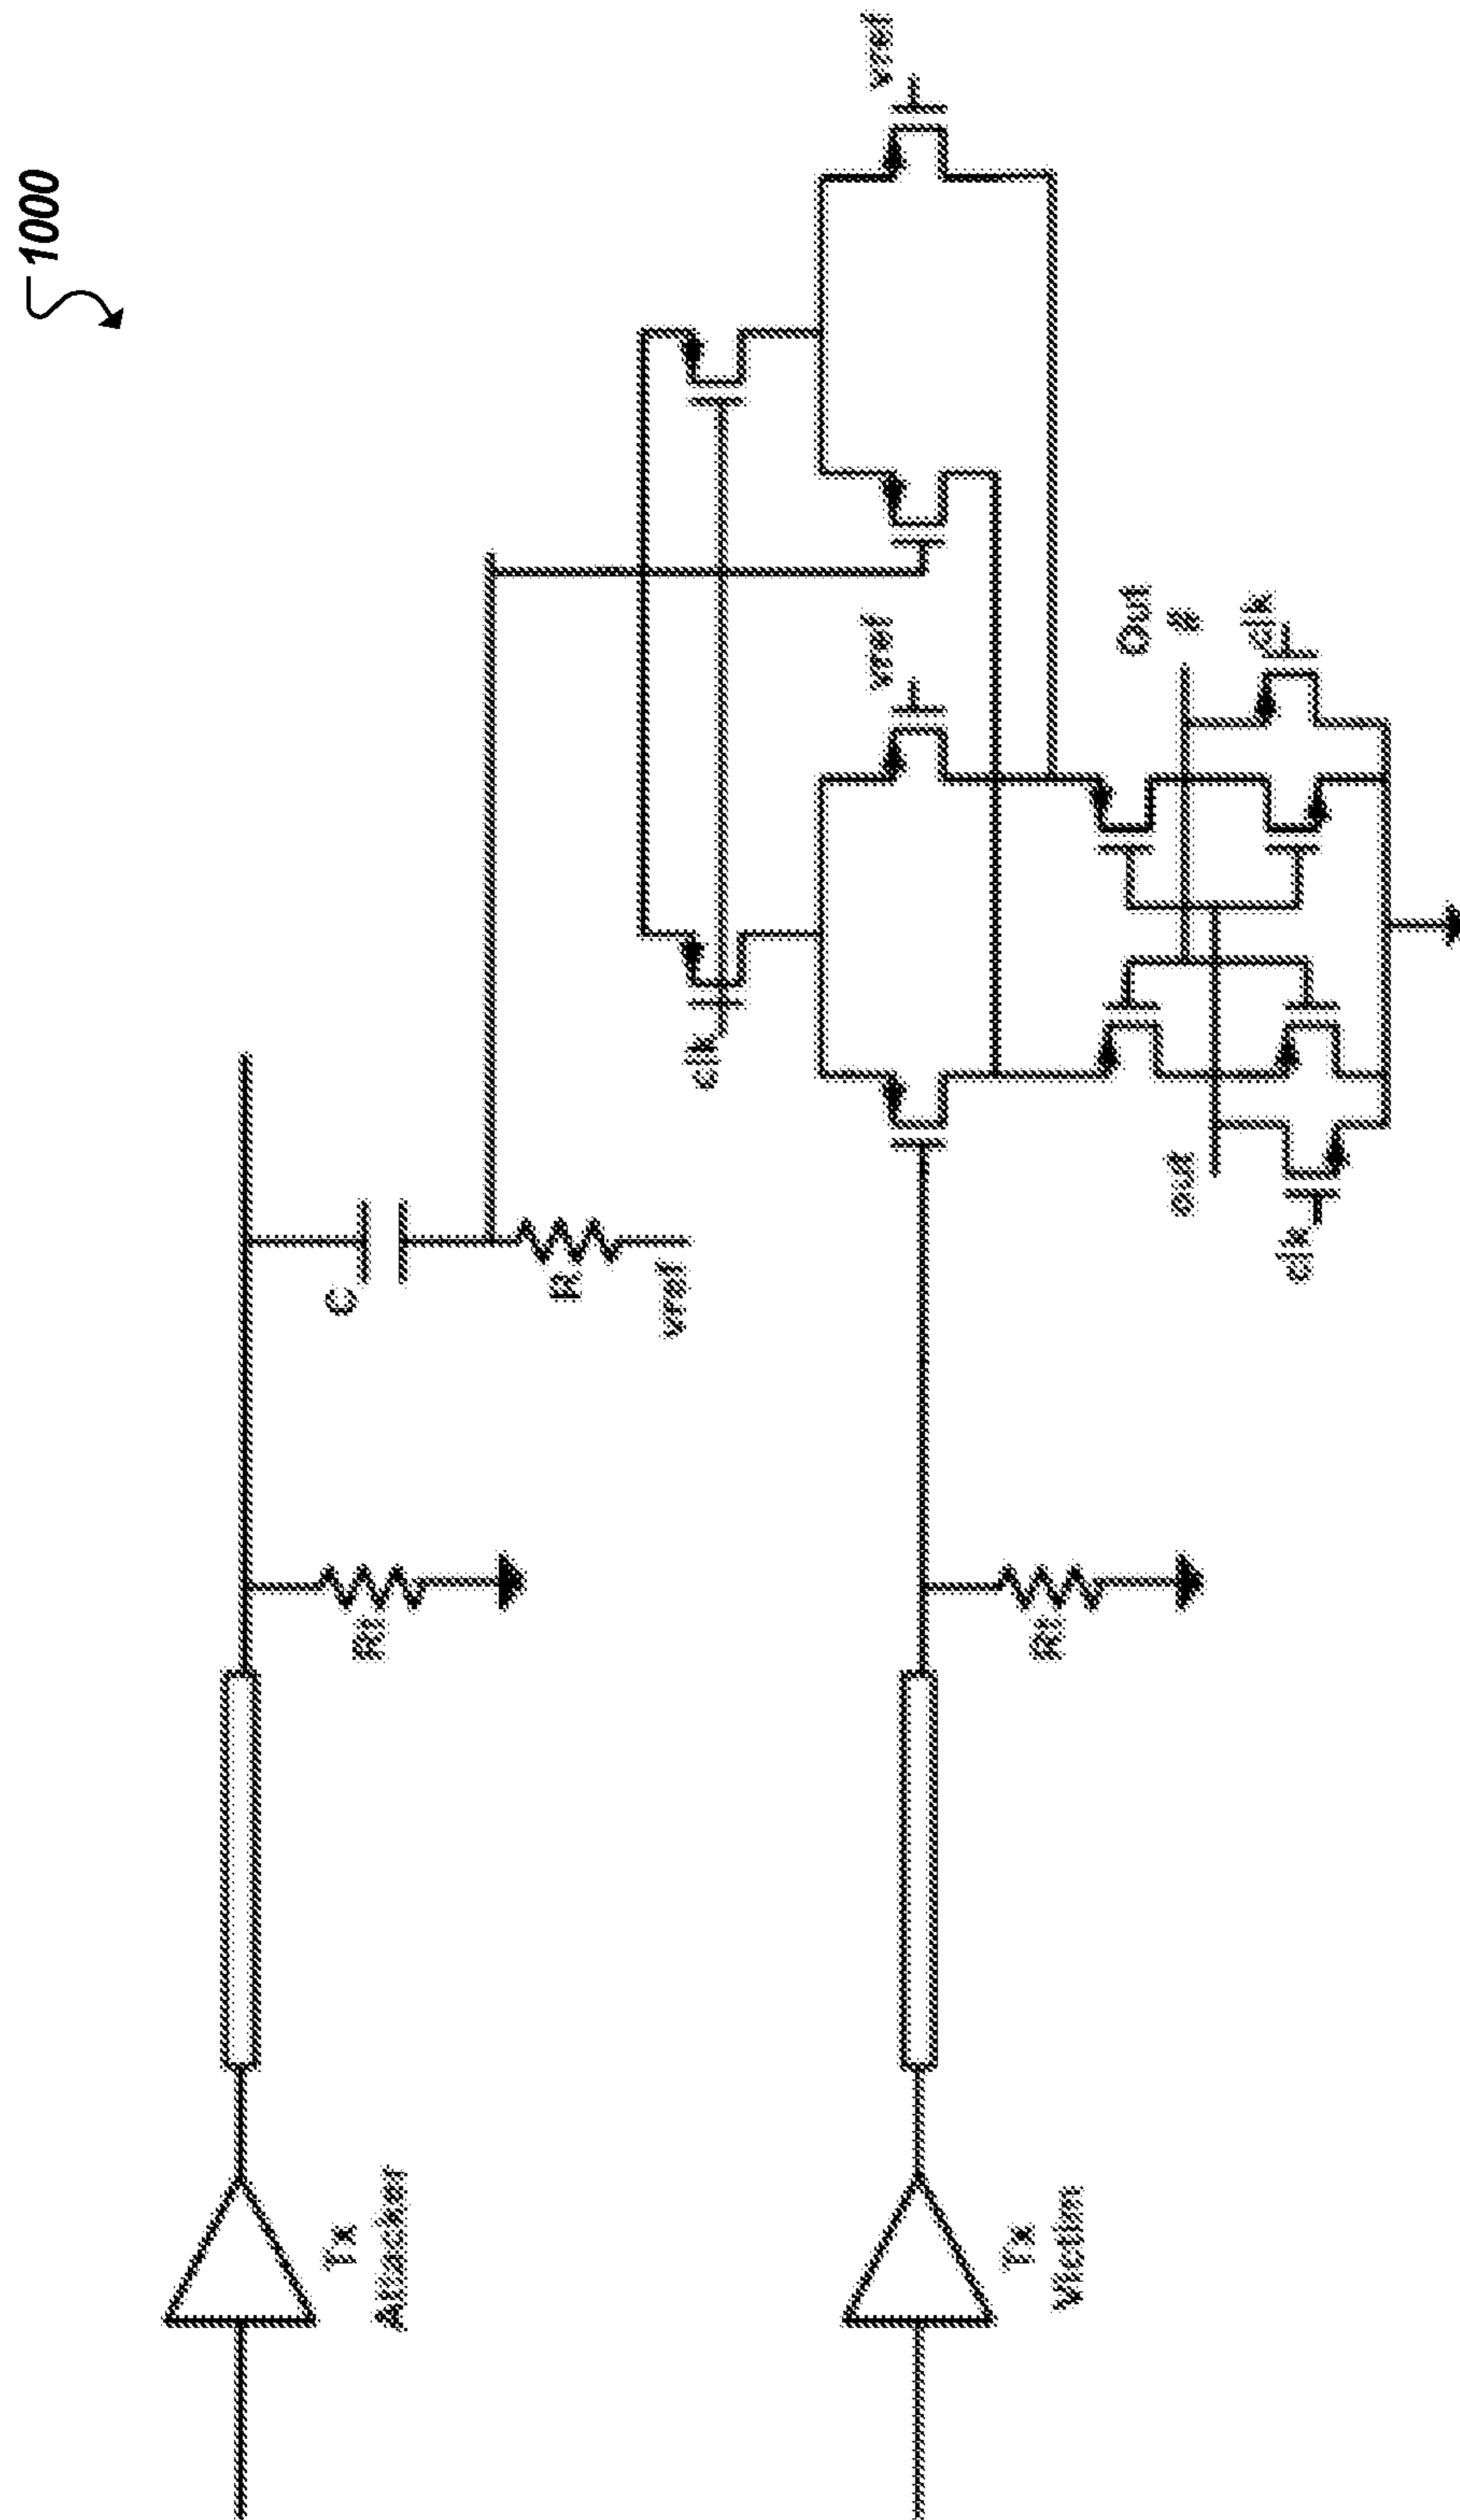 1000
Tx
Attacker
Rt
C
R
vref
Tx
Victim
Rt
clk
vref
vref
out
Out
#
clk
clk